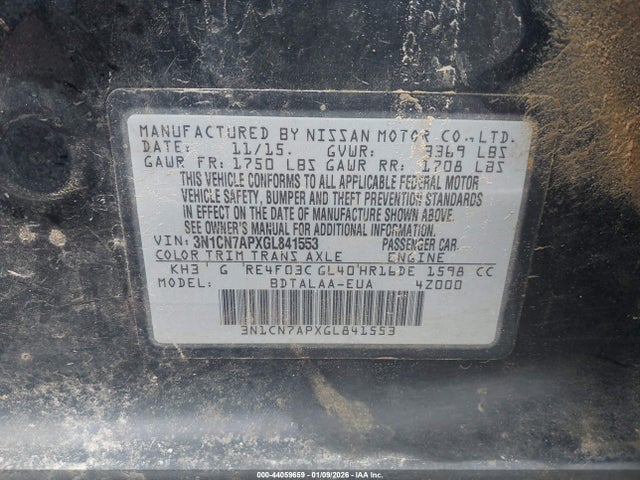 MANUFACTURED BY NISSAN MOTOR CO.,LTD.
DATE: 11/15. GVWR: 3369 LBS
GAWR FR: 1750 LBS GAWR RR: 1708 LBS
THIS VEHICLE CONFORMS TO ALL APPLICABLE FEDERAL MOTOR
VEHICLE SAFETY, BUMPER AND THEFT PREVENTION STANDARDS
IN EFFECT ON THE DATE OF MANUFACTURE SHOWN ABOVE.
SEE OWNER'S MANUAL FOR ADDITIONAL INFORMATION.
VIN: 3N1CN7APXGL841553 PASSENGER CAR
COLOR TRIM TRANS AXLE ENGINE
KH3 G RE4F03C GL40 HR16DE 1598 CC
MODEL: BDTALAA-EUA 4Z000
3N1CN7APXGL841553
000-44059659 | 01/09/2026 - IAA Inc.